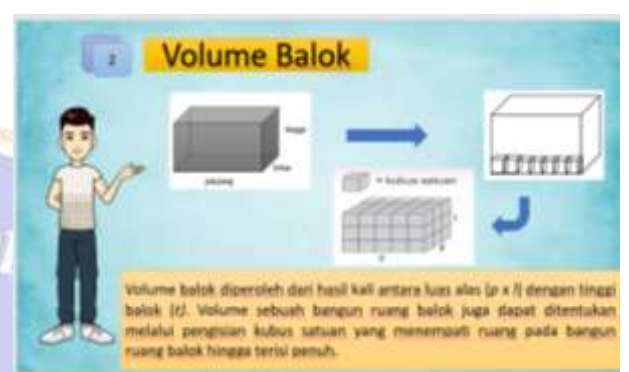 2
Volume Balok
tinggi
lebar
panjang
= kubus satuan
Volume balok diperoleh dari hasil kali antara luas alas (p x l) dengan tinggi
balok (t). Volume sebuah bangun ruang balok juga dapat ditentukan
melalui pengisian kubus satuan yang menempati ruang pada bangun
ruang balok hingga terisi penuh.